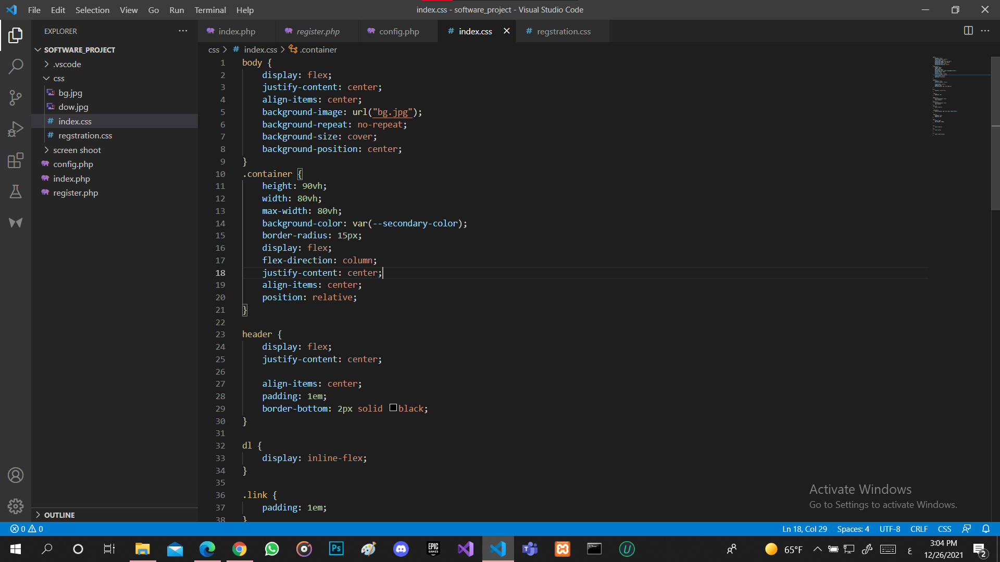 File Edit Selection View Go Run Terminal Help
index.css - software_project - Visual Studio Code
EXPLORER
SOFTWARE_PROJECT
.vscode
css
bg.jpg
dow.jpg
index.css
regstration.css
screen shoot
config.php
index.php
register.php
OUTLINE
index.php register.php config.php # index.css # regstration.css
css > # index.css > .container
1 body {
2     display: flex;
3     justify-content: center;
4     align-items: center;
5     background-image: url("bg.jpg");
6     background-repeat: no-repeat;
7     background-size: cover;
8     background-position: center;
9 }
10 .container {
11     height: 90vh;
12     width: 80vh;
13     max-width: 80vh;
14     background-color: var(--secondary-color);
15     border-radius: 15px;
16     display: flex;
17     flex-direction: column;
18     justify-content: center;
19     align-items: center;
20     position: relative;
21 }
22
23 header {
24     display: flex;
25     justify-content: center;
26
27     align-items: center;
28     padding: 1em;
29     border-bottom: 2px solid black;
30 }
31
32 dl {
33     display: inline-flex;
34 }
35
36 .link {
37     padding: 1em;
38 }
Activate Windows
Go to Settings to activate Windows.
0 0
Ln 18, Col 29 Spaces: 4 UTF-8 CRLF CSS
Ps
EPIC GAMES
65°F
ع
3:04 PM
12/26/2021
2